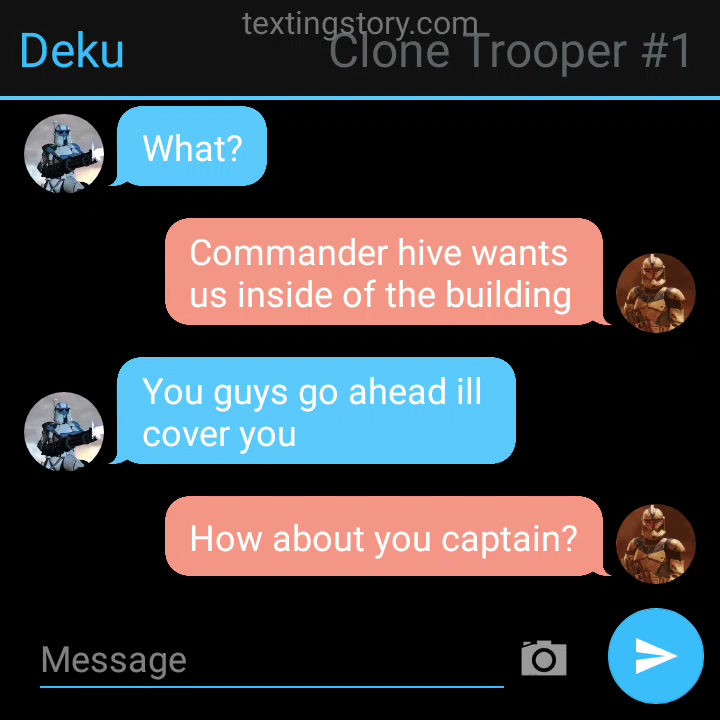 textingstory.com
Deku
Clone Trooper #1
What?
Commander hive wants
us inside of the building
You guys go ahead ill
cover you
How about you captain?
Message